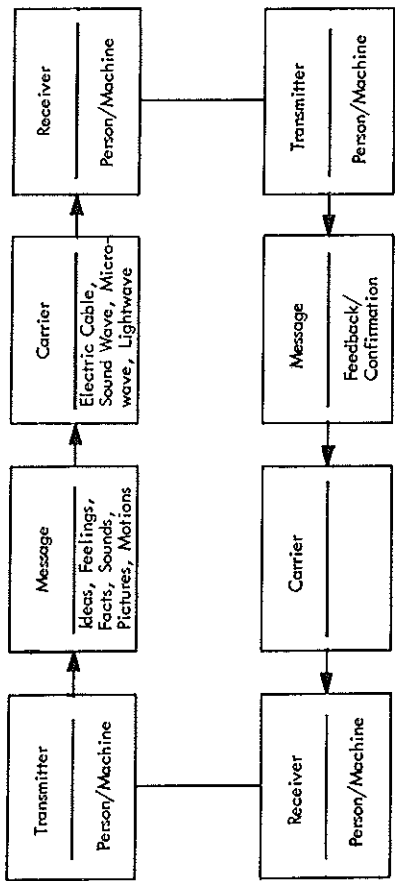 Transmitter
Person/Machine
Message
Ideas, Feelings,
Facts, Sounds,
Pictures, Motions
Carrier
Electric Cable,
Sound Wave, Micro-
wave, Lightwave
Receiver
Person/Machine
Receiver
Person/Machine
Carrier
Message
Feedback/
Confirmation
Transmitter
Person/Machine